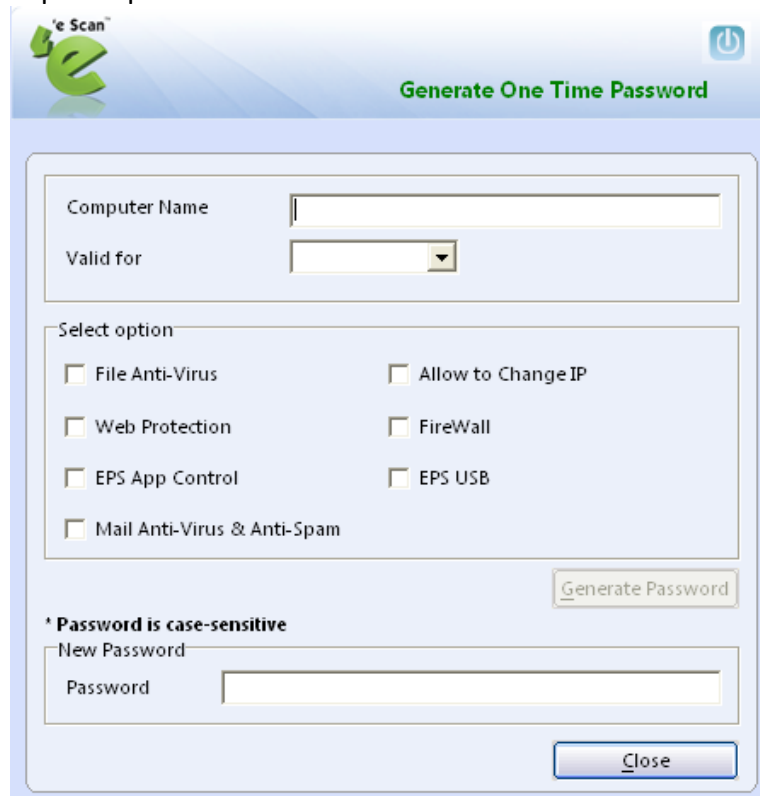 e Scan™
Generate One Time Password
Computer Name
Valid for
Select option
File Anti-Virus
Allow to Change IP
Web Protection
FireWall
EPS App Control
EPS USB
Mail Anti-Virus & Anti-Spam
Generate Password
* Password is case-sensitive
New Password
Password
Close